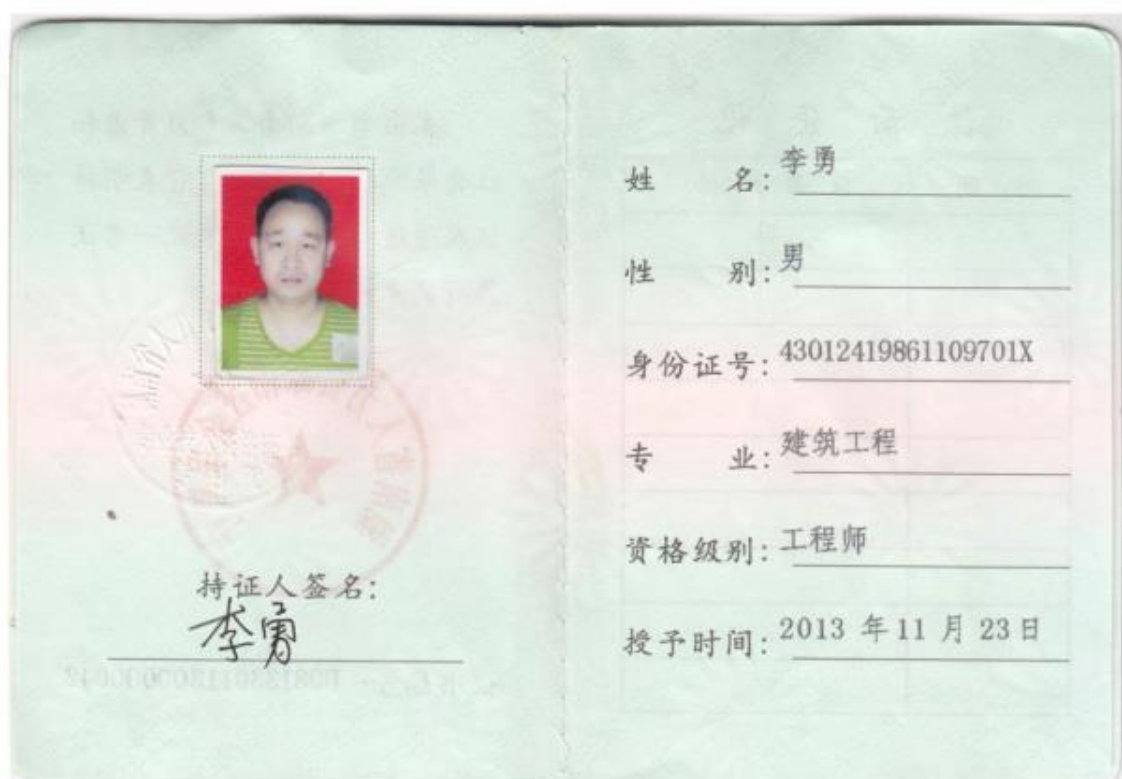 持证人签名:
李勇
姓 名: 李勇
性 别: 男
身份证号: 43012419861109701X
专 业: 建筑工程
资格级别: 工程师
授予时间: 2013 年 11 月 23 日